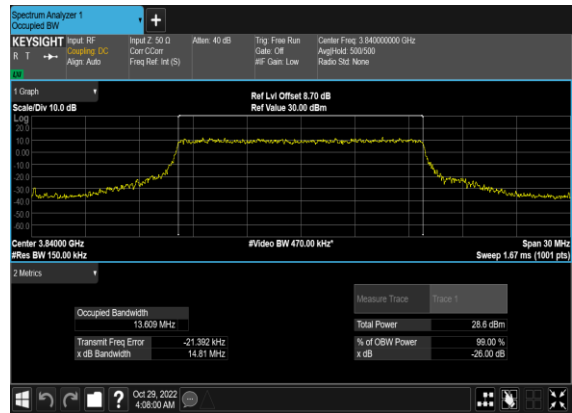 Spectrum Analyzer 1
Occupied BW
+
KEYSIGHT
R T
LW
Input: RF
Coupling: DC
Align: Auto
Input Z: 50 Ω
Corr CCorr
Freq Ref: Int (S)
Atten: 40 dB
Trig: Free Run
Gate: Off
#IF Gain: Low
Center Freq: 3.840000000 GHz
Avg|Hold: 500/500
Radio Std: None
1 Graph
Scale/Div 10.0 dB
Ref Lvl Offset 8.70 dB
Ref Value 30.00 dBm
Log
20.0
10.0
0.00
-10.0
-20.0
-30.0
-40.0
-50.0
-60.0
Center 3.84000 GHz
#Res BW 150.00 kHz
#Video BW 470.00 kHz*
Span 30 MHz
Sweep 1.67 ms (1001 pts)
2 Metrics
Measure Trace Trace 1
Occupied Bandwidth
13.609 MHz
Total Power 28.6 dBm
Transmit Freq Error -21.392 kHz
% of OBW Power 99.00 %
x dB Bandwidth 14.81 MHz
x dB -26.00 dB
?
Oct 29, 2022
4:08:00 AM